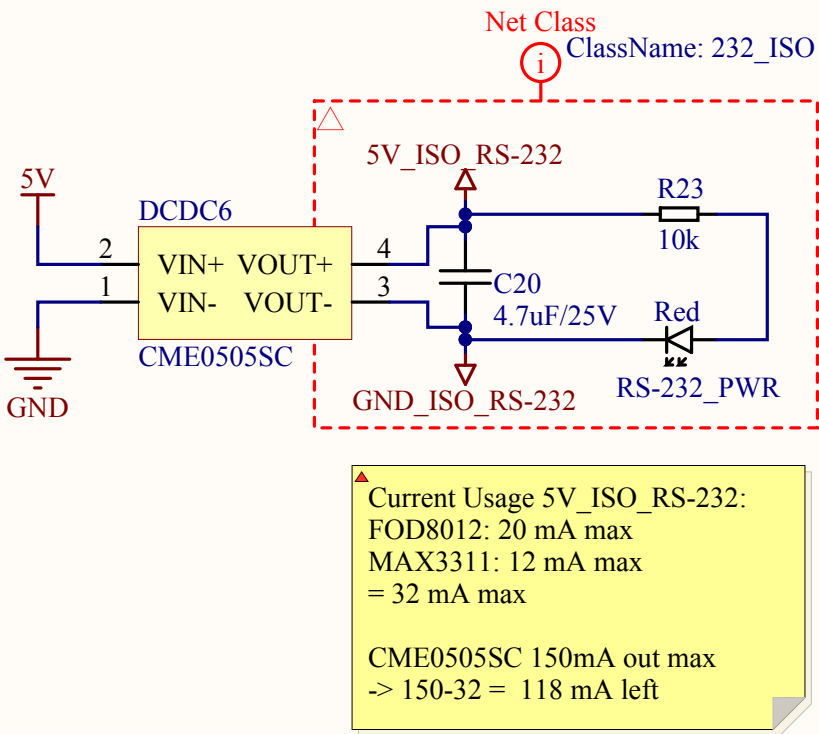 Net Class
i
ClassName: 232_ISO
5V_ISO_RS-232
5V
R23
DCDC6
10k
2
VIN+ VOUT+
4
1
VIN- VOUT-
3
C20
4.7uF/25V
Red
CME0505SC
RS-232_PWR
GND
GND_ISO_RS-232
Current Usage 5V_ISO_RS-232:
FOD8012: 20 mA max
MAX3311: 12 mA max
= 32 mA max
CME0505SC 150mA out max
-> 150-32 = 118 mA left